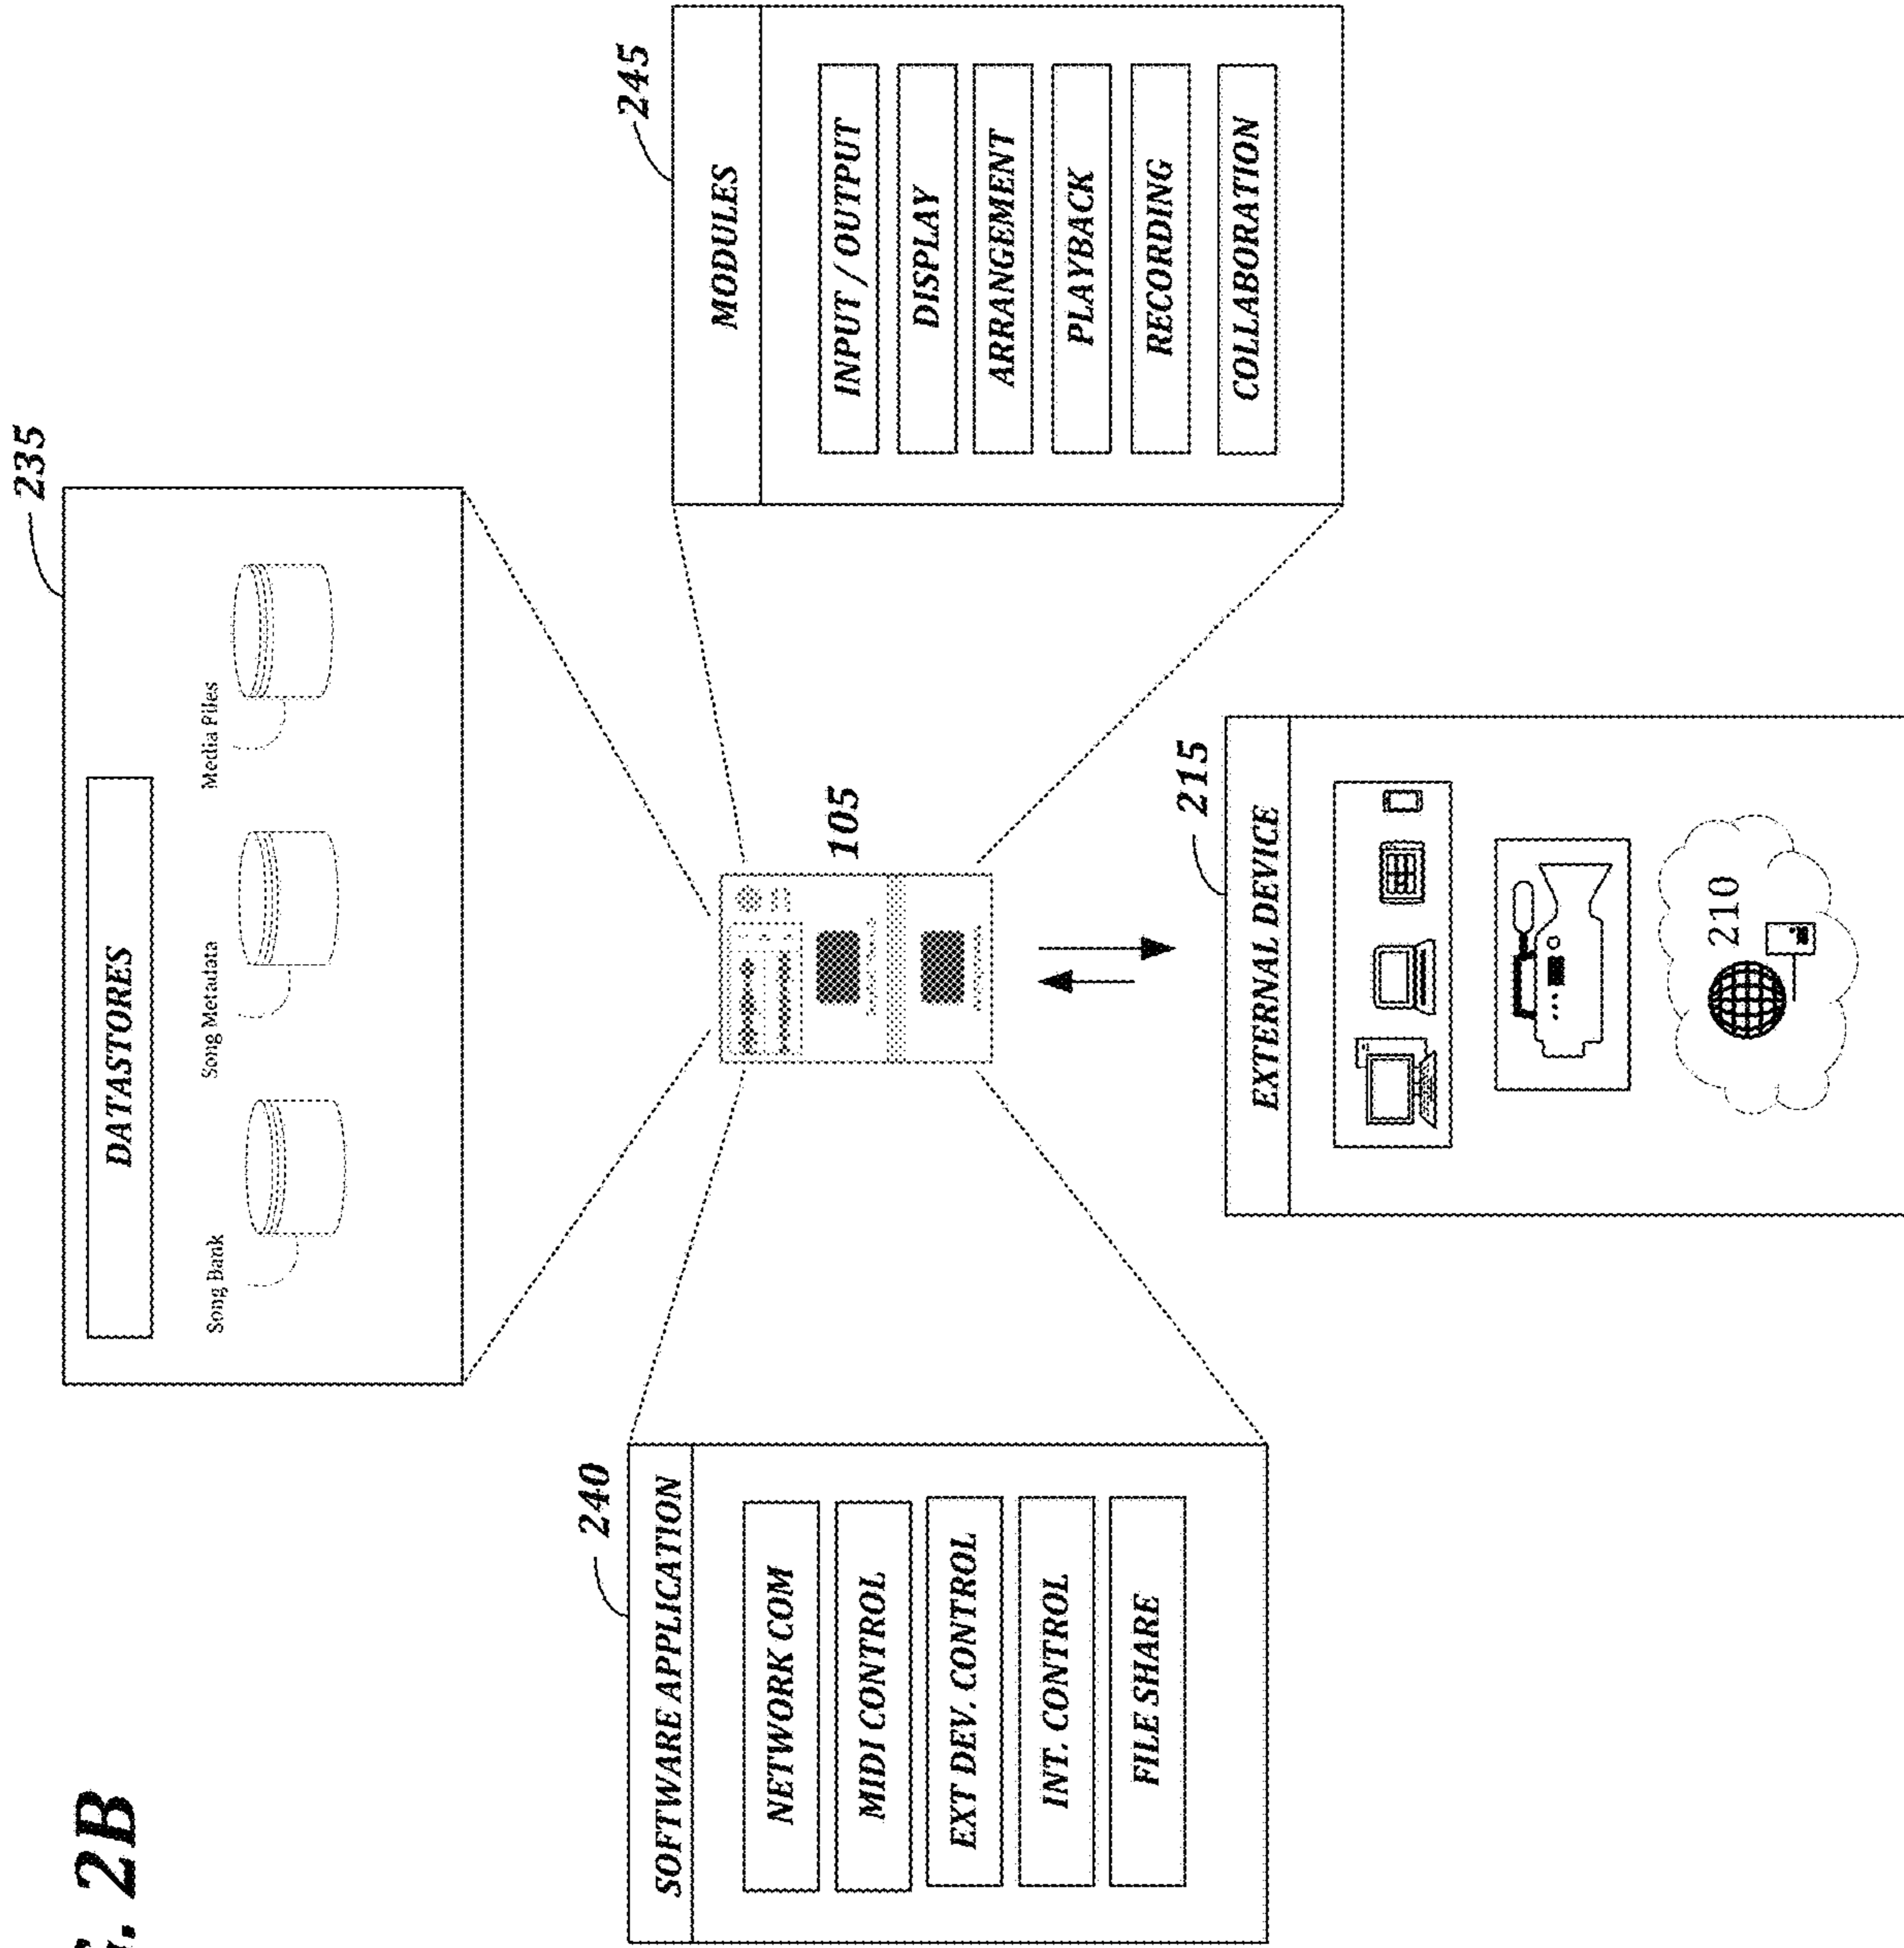 G. 2B
235
DATASTORES
Song Bank
Song Metadata
Media Files
240
SOFTWARE APPLICATION
NETWORK COM
MIDI CONTROL
EXT DEV. CONTROL
INT. CONTROL
FILE SHARE
105
245
MODULES
INPUT / OUTPUT
DISPLAY
ARRANGEMENT
PLAYBACK
RECORDING
COLLABORATION
215
EXTERNAL DEVICE
210